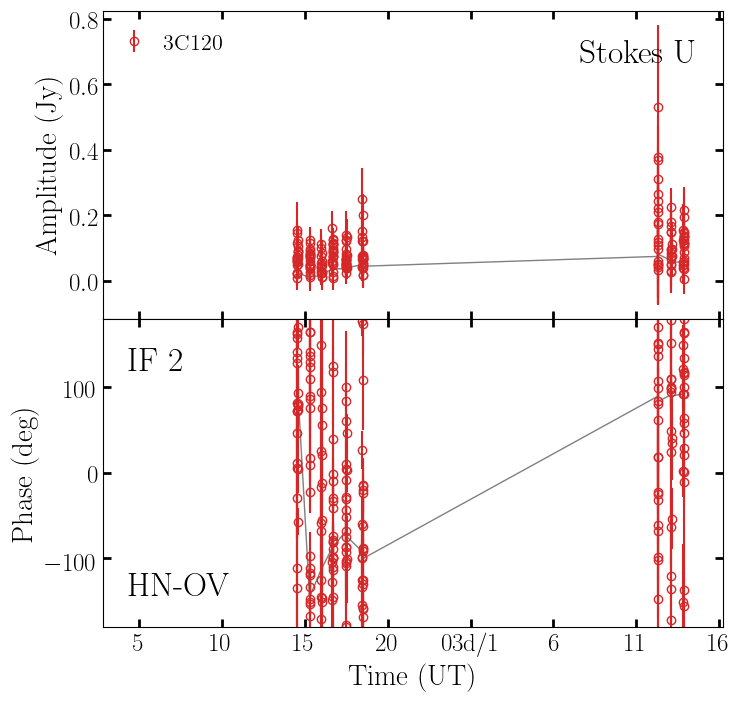 0.8
3C120
Stokes U
0.6
0.4
0.2
0.0
Amplitude (Jy)
IF 2
100
0
−100
Phase (deg)
HN-OV
5 10 15 20 03d/1 6 11 16
Time (UT)